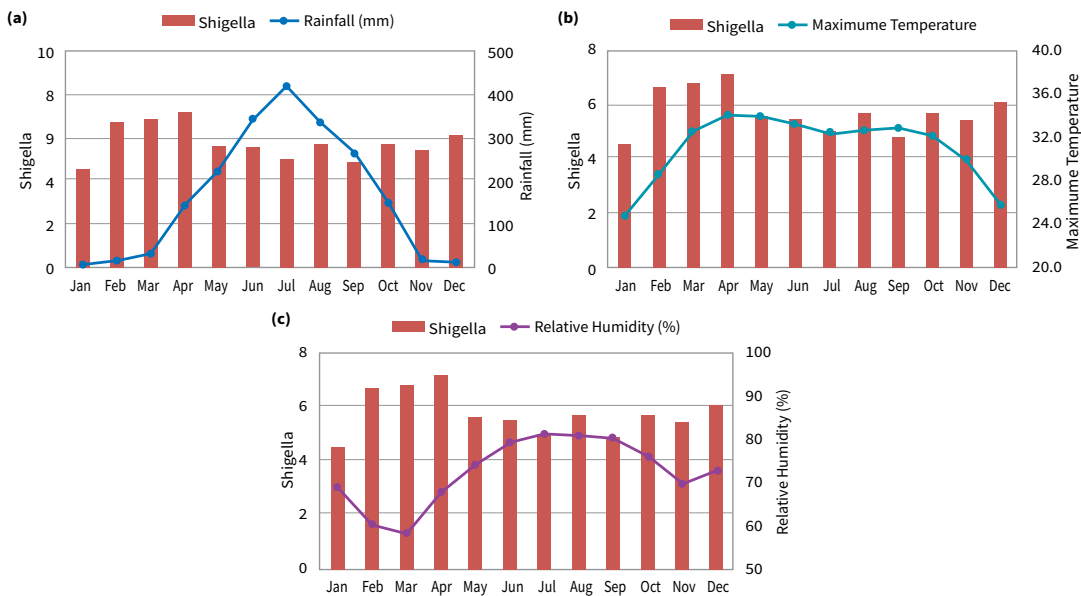 (a)
Shigella Rainfall (mm)
10 500
8 400
9 300
4 200
2 100
0 0
Shigella
Rainfall (mm)
Jan Feb Mar Apr May Jun Jul Aug Sep Oct Nov Dec
(b)
Shigella Maximume Temperature
8 40.0
36.0
6 32.0
4 28.0
2 24.0
0 20.0
Shigella
Maximume Temperature
Jan Feb Mar Apr May Jun Jul Aug Sep Oct Nov Dec
(c)
Shigella Relative Humidity (%)
8 100
90
6 80
4 70
2 60
0 50
Shigella
Relative Humidity (%)
Jan Feb Mar Apr May Jun Jul Aug Sep Oct Nov Dec